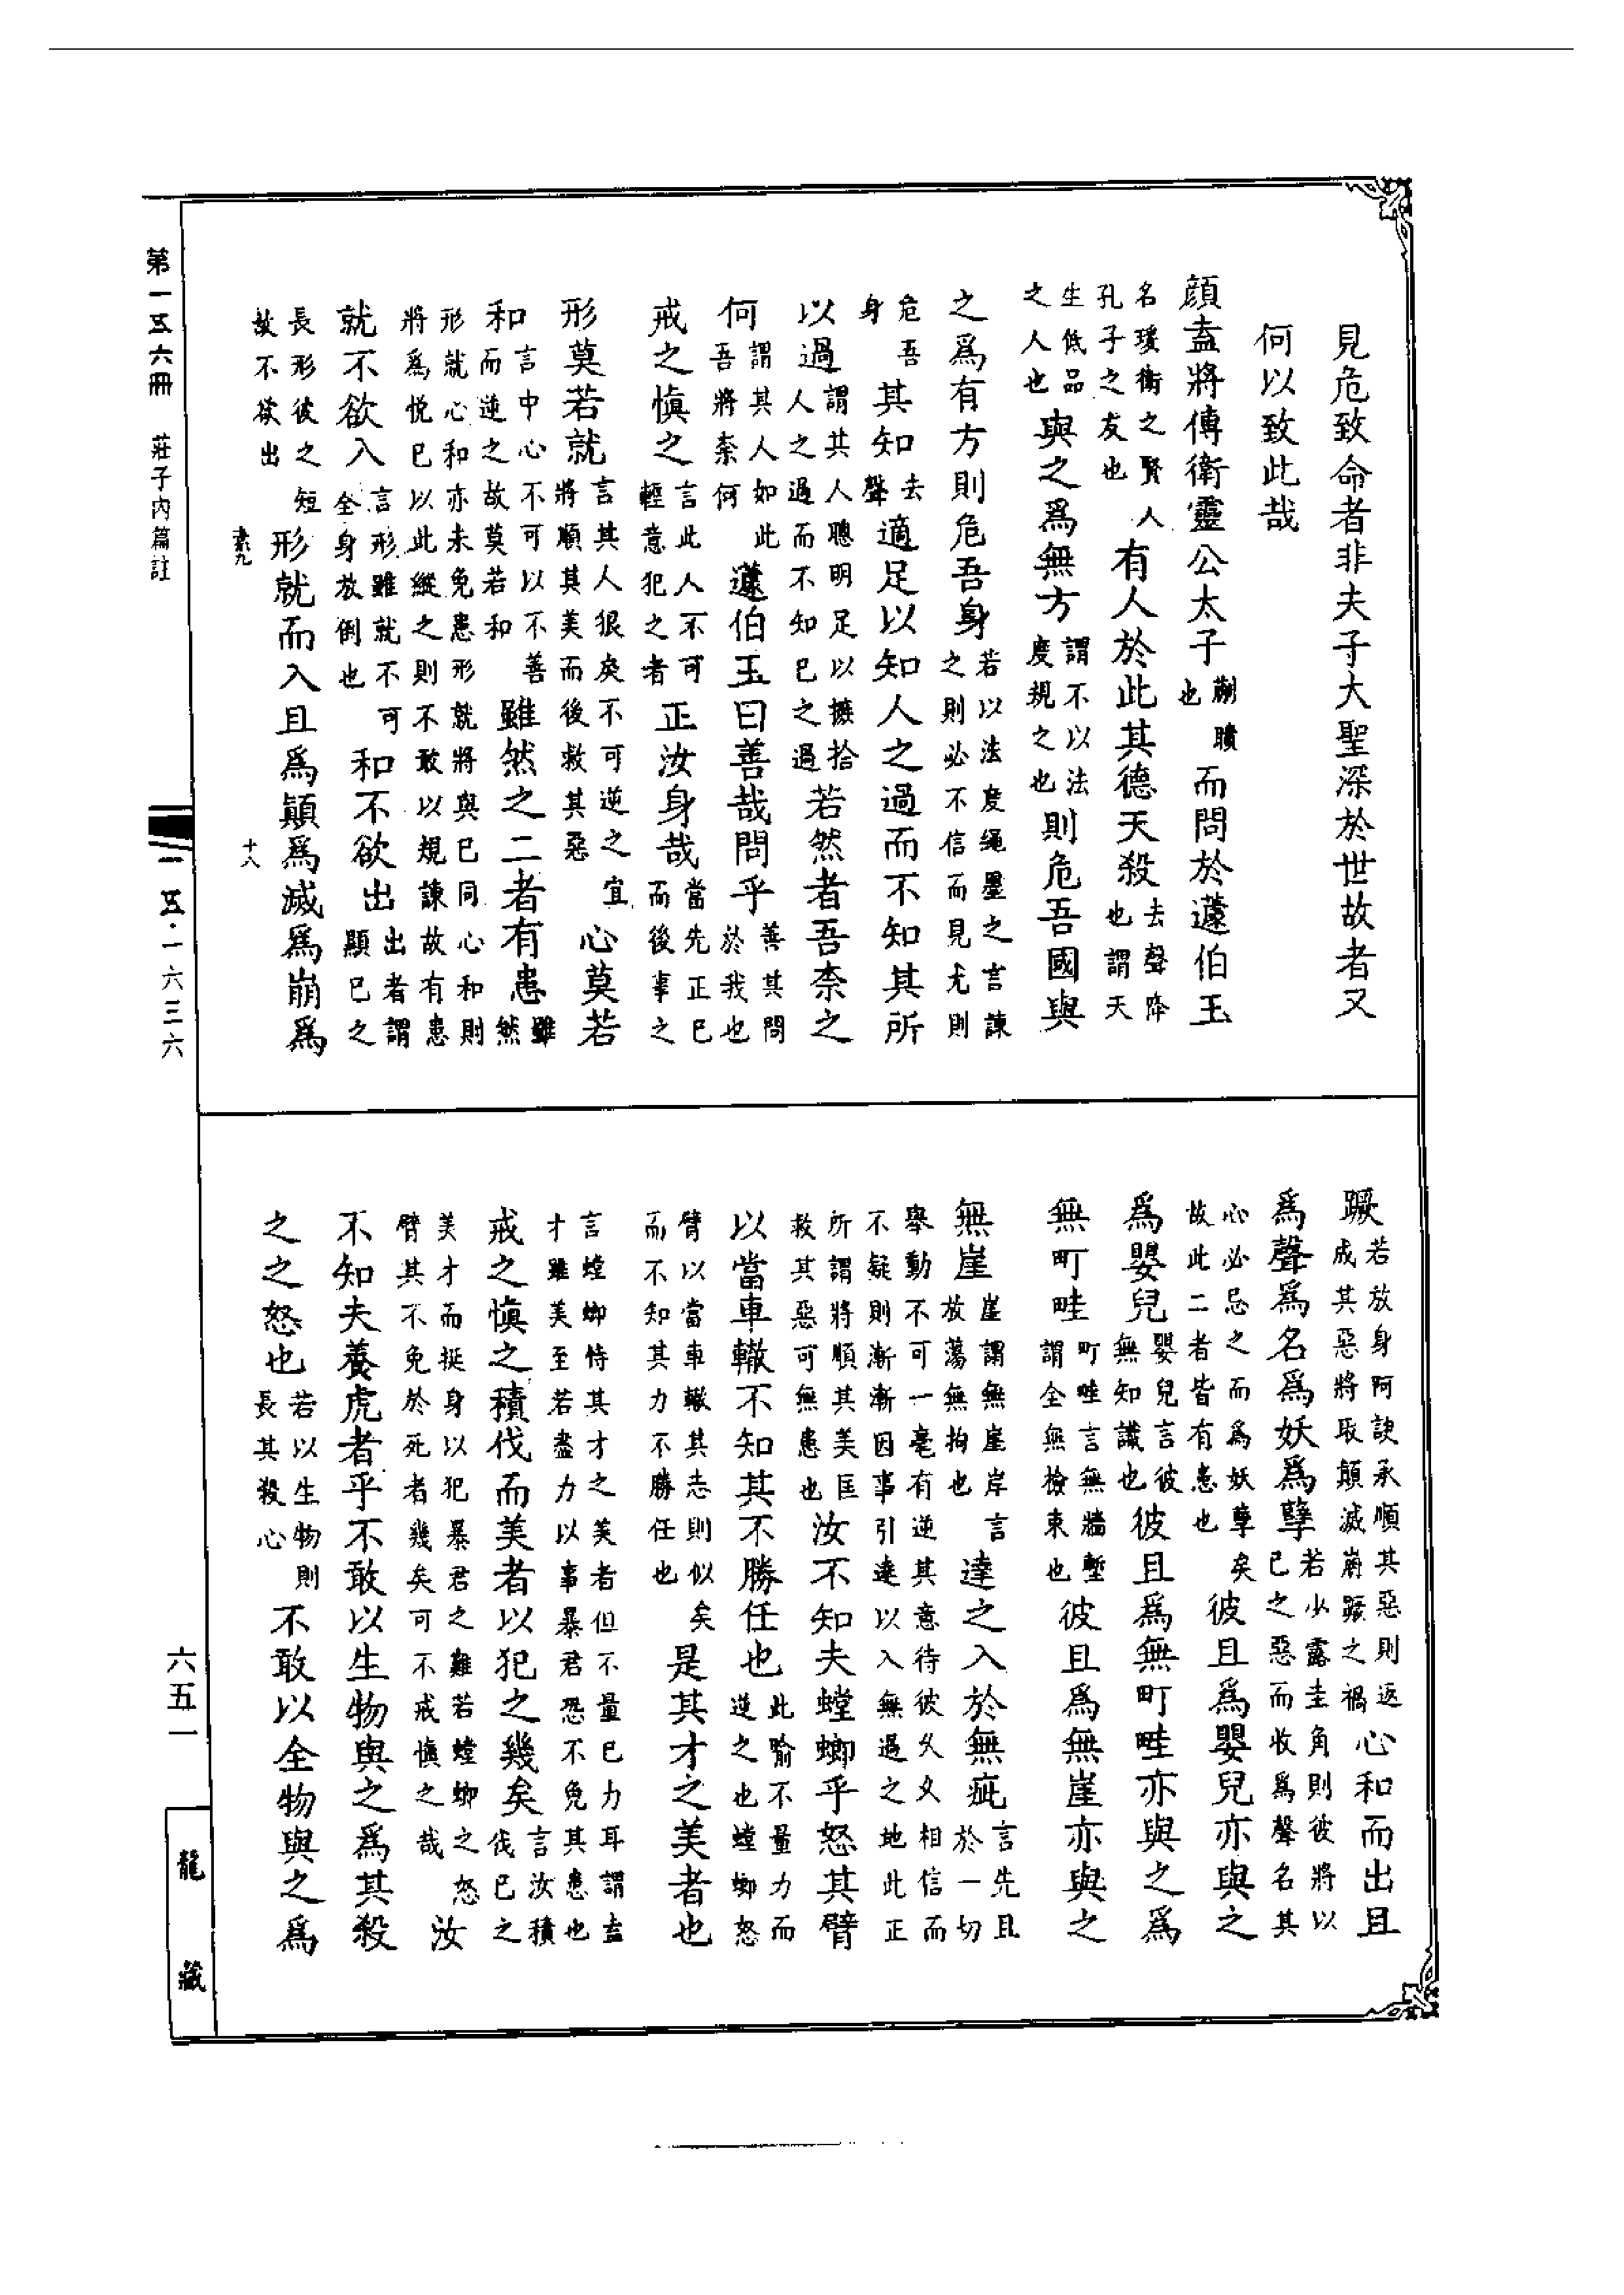 見危致命者非夫子大聖深於世故者又
何以致此哉
顔盍將傅衛靈公太子蒯聵也而問於蘧伯玉
名瑗衛之賢人孔子之友也有人於此其德天殺去聲降也謂天
生低品之人也與之爲無方謂不以法度規之也則危吾國與
之爲有方則危吾身若以法度繩墨之言諫之則必不信而見尤則
危吾身其知去聲適足以知人之過而不知其所
以過謂其人聰明足以摭拾人之過而不知已之過若然者吾柰之
何謂其人如此吾將柰何蘧伯玉曰善哉問乎善其問於我也
戒之慎之言此人不可輕意犯之者正汝身哉當先正已而後事之
形莫若就言其人很戾不可逆之宜將順其美而後救其惡心莫若
和言中心不可以不善而逆之故莫若和雖然之二者有患雖然
形就心和亦未免患形就將與已同心和則將爲悅已以此縱之則不敢以規諫故有患
就不欲入言形雖就不可全身放倒也和不欲出出者謂顯已之
長形彼之短故不欲出形就而入且爲顛爲滅爲崩爲
素九
十八
第一五六冊 莊子內篇註
一五·一六三六
蹶若放身阿諛承順其惡則返成其惡將取顛滅崩蹶之禍心和而出且
爲聲爲名爲妖爲孽若少露圭角則彼將以已之惡而收爲聲名其
心必忌之而爲妖孽矣故此二者皆有患也彼且爲嬰兒亦與之
爲嬰兒嬰兒言彼無知識也彼且爲無町畦亦與之爲
無町畦町畦言無牆塹謂全無檢束也彼且爲無崖亦與之
無崖崖謂無崖岸言放蕩無拘也達之入於無疵言先且於一切
舉動不可一毫有逆其意待彼久久相信而不疑則漸漸因事引達以入無過之地此正
所謂將順其美匡救其惡可無患也汝不知夫螳蜋乎怒其臂
以當車轍不知其不勝任也此喻不量力而逆之也螳蜋怒
臂以當車轍其志則似矣而不知其力不勝任也是其才之美者也
言螳蜋恃其才之美者但不量已力耳謂言才雖美至若盡力以事暴君恐不免其患也
戒之慎之積伐而美者以犯之幾矣言汝積伐已之
美才而挺身以犯暴君之難若螳蜋之怒臂其不免於死者幾矣可不戒慎之哉汝
不知夫養虎者乎不敢以生物與之爲其殺
之之怒也若以生物則長其殺心不敢以全物與之爲
六五一
龍藏